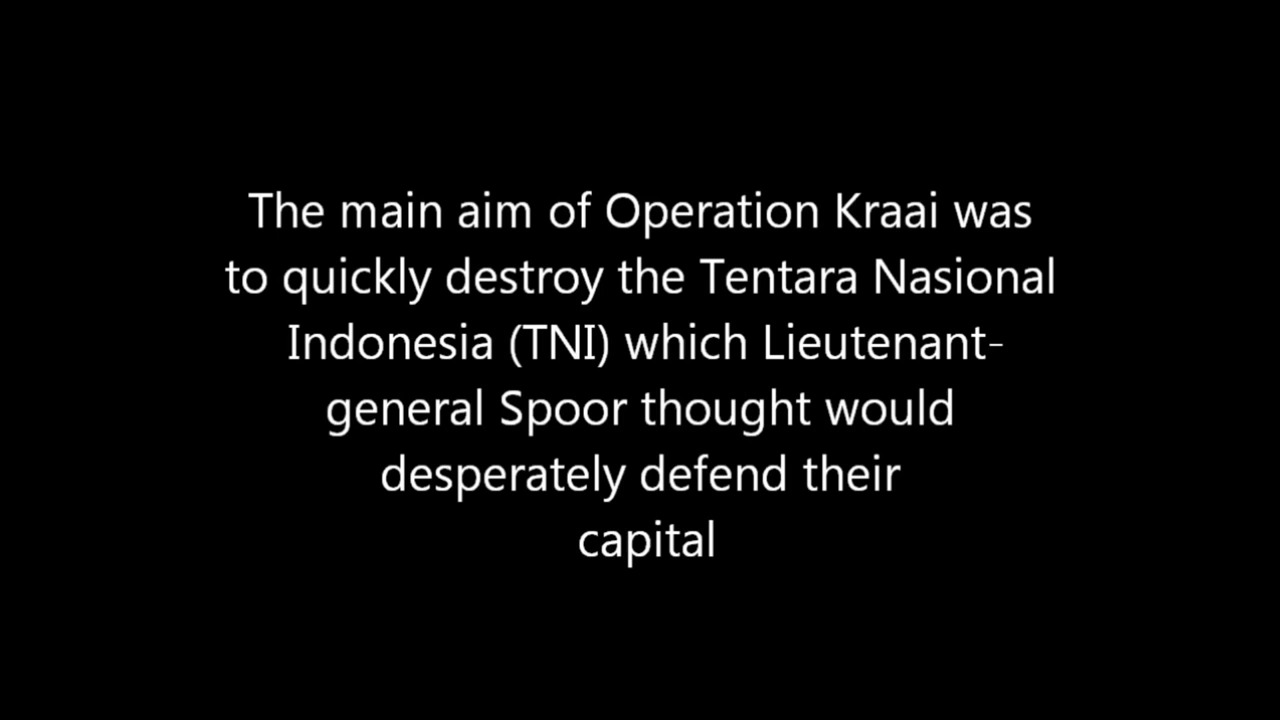 The main aim of Operation Kraai was
to quickly destroy the Tentara Nasional
Indonesia (TNI) which Lieutenant-
general Spoor thought would
desperately defend their
capital